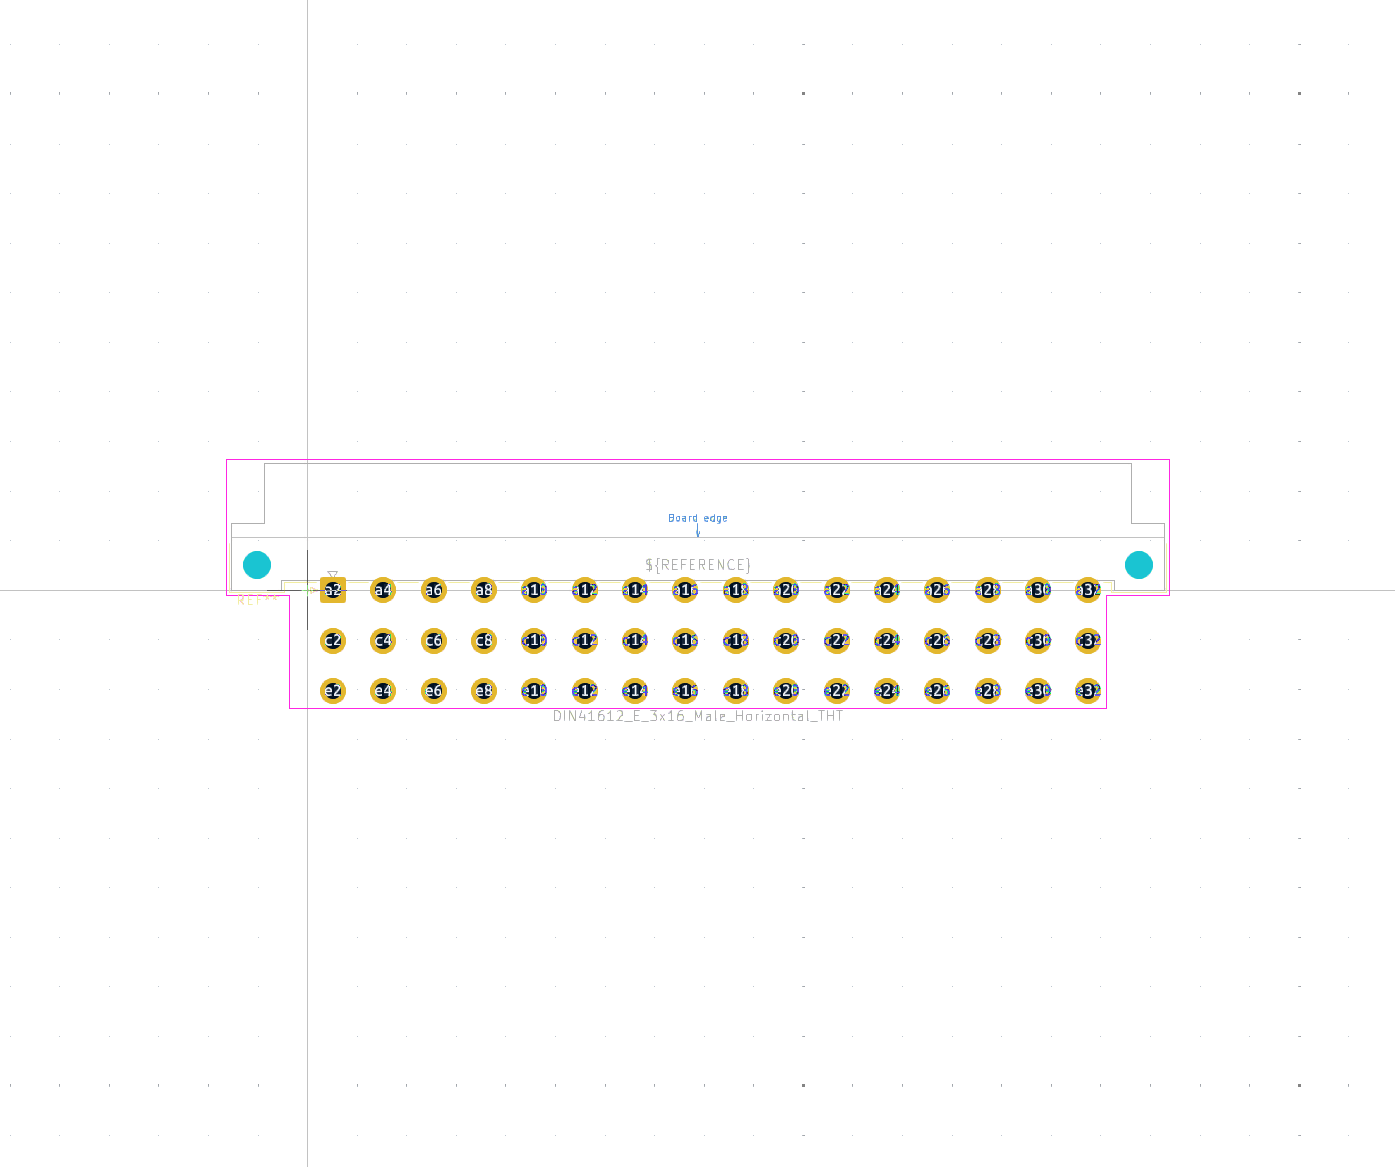 Board edge
${REFERENCE}
REF**
a2 a4 a6 a8 a10 a12 a14 a16 a18 a20 a22 a24 a26 a28 a30 a32
c2 c4 c6 c8 c10 c12 c14 c16 c18 c20 c22 c24 c26 c28 c30 c32
e2 e4 e6 e8 e10 e12 e14 e16 e18 e20 e22 e24 e26 e28 e30 e32
DIN41612_E_3x16_Male_Horizontal_THT